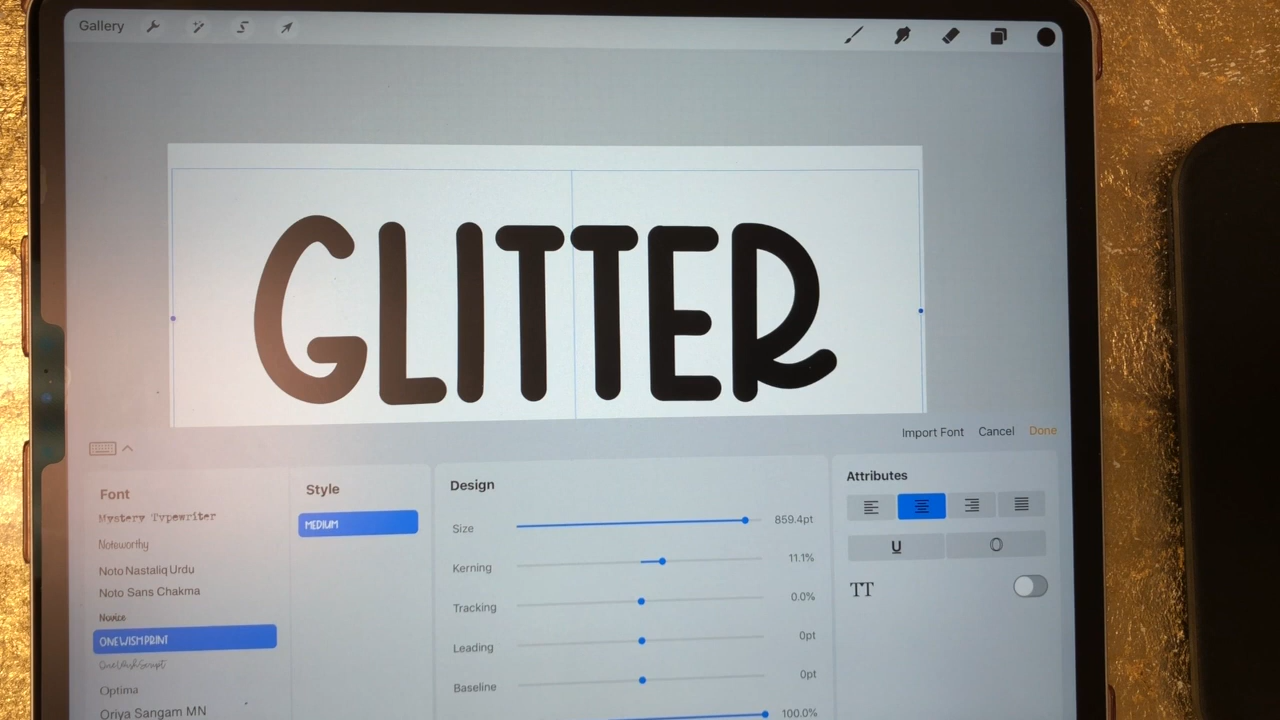 Gallery
GLITTER
Import Font Cancel Done
Font
Mystery Typewriter
Noteworthy
Noto Nastaliq Urdu
Noto Sans Chakma
Novice
ONEWISHPRINT
OneWishScript
Optima
Oriya Sangam MN
Style
MEDIUM
Design
Size 859.4pt
Kerning 11.1%
Tracking 0.0%
Leading 0pt
Baseline 0pt
100.0%
Attributes
U O
TT